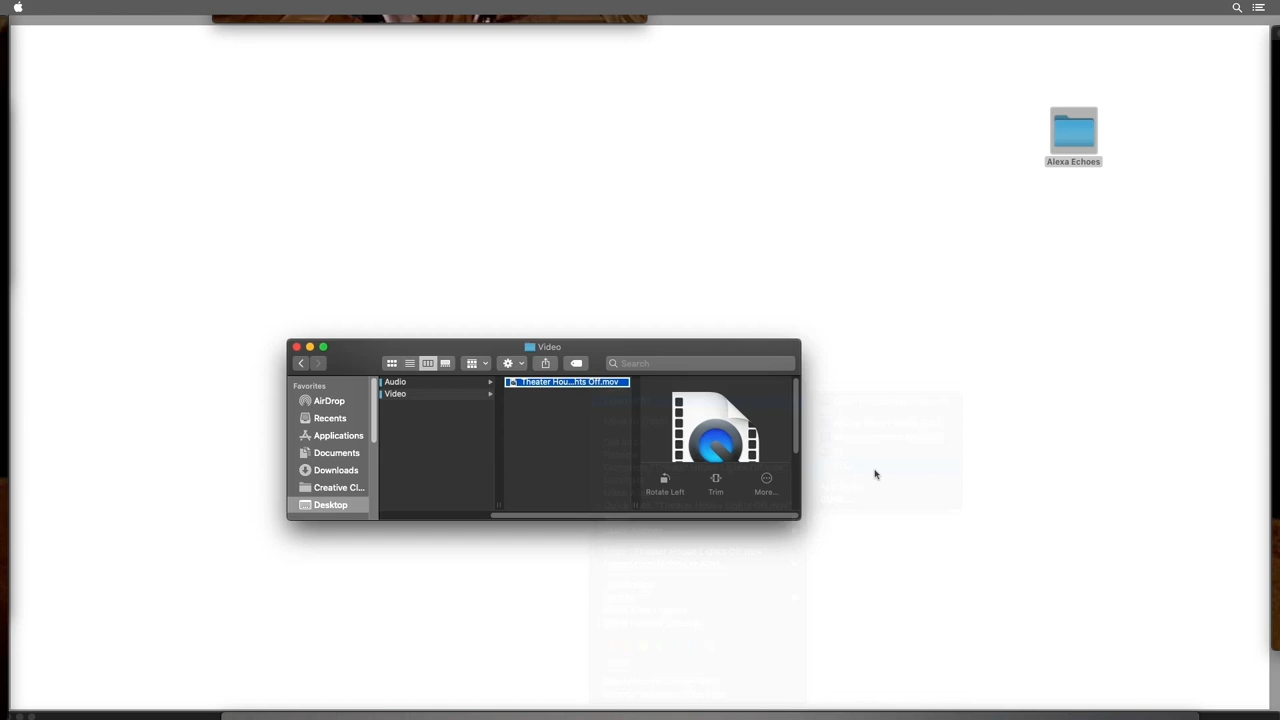 Alexa Echoes
Video
Search
Favorites
AirDrop
Recents
Applications
Documents
Downloads
Creative Cl...
Desktop
Audio
Video
Theater Hou...hts Off.mov
Rotate Left
Trim
More...